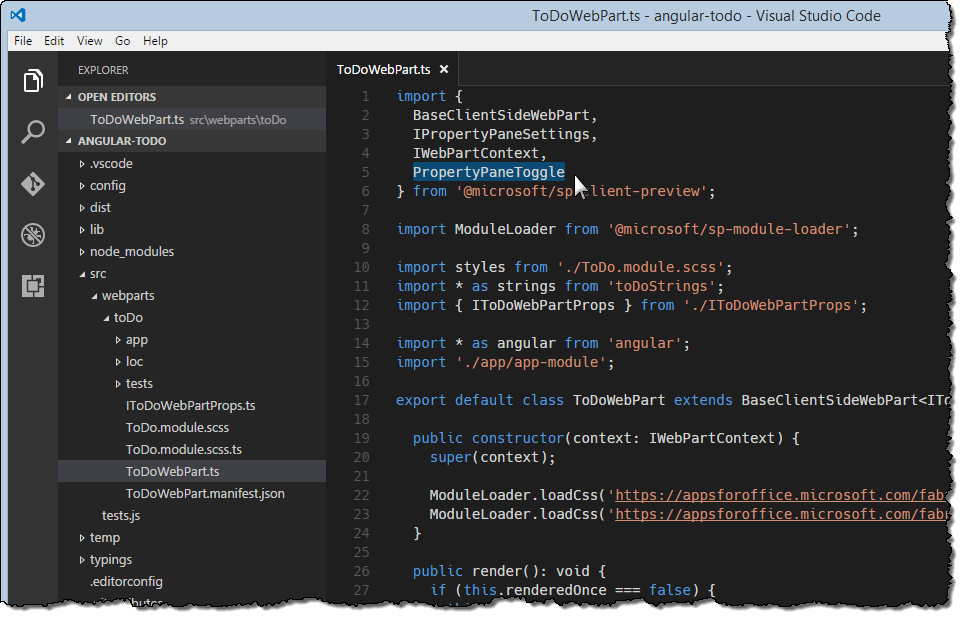 ToDoWebPart.ts - angular-todo - Visual Studio Code
File Edit View Go Help
EXPLORER
OPEN EDITORS
ToDoWebPart.ts src\webparts\toDo
ANGULAR-TODO
.vscode
config
dist
lib
node_modules
src
webparts
toDo
app
loc
tests
IToDoWebPartProps.ts
ToDo.module.scss
ToDo.module.scss.ts
ToDoWebPart.ts
ToDoWebPart.manifest.json
tests.js
temp
typings
.editorconfig
ToDoWebPart.ts ×
1 import {
2 BaseClientSideWebPart,
3 IPropertyPaneSettings,
4 IWebPartContext,
5 PropertyPaneToggle
6 } from '@microsoft/sp-client-preview';
7
8 import ModuleLoader from '@microsoft/sp-module-loader';
9
10 import styles from './ToDo.module.scss';
11 import * as strings from 'toDoStrings';
12 import { IToDoWebPartProps } from './IToDoWebPartProps';
13
14 import * as angular from 'angular';
15 import './app/app-module';
16
17 export default class ToDoWebPart extends BaseClientSideWebPart<ITo
18
19 public constructor(context: IWebPartContext) {
20 super(context);
21
22 ModuleLoader.loadCss('https://appsforoffice.microsoft.com/fab
23 ModuleLoader.loadCss('https://appsforoffice.microsoft.com/fab
24 }
25
26 public render(): void {
27 if (this.renderedOnce === false) {